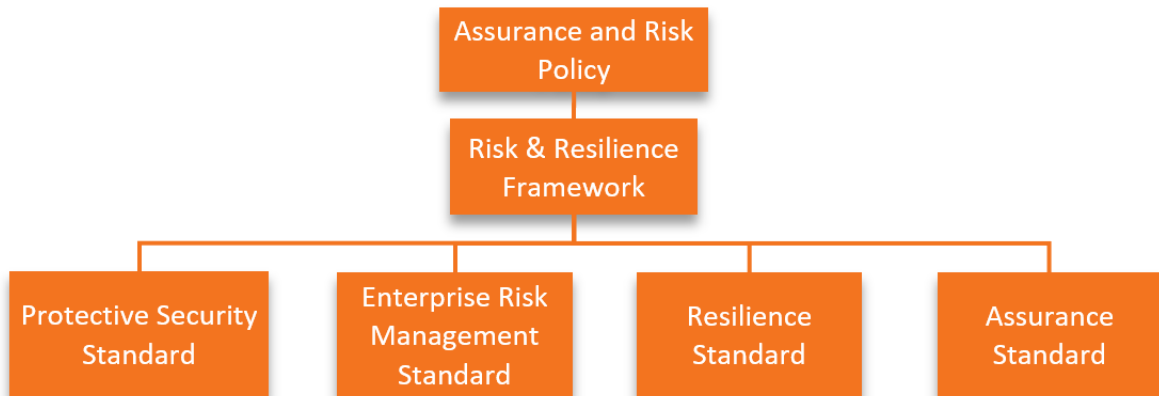 Assurance and Risk
Policy
Risk & Resilience
Framework
Protective Security
Standard
Enterprise Risk
Management
Standard
Resilience
Standard
Assurance
Standard